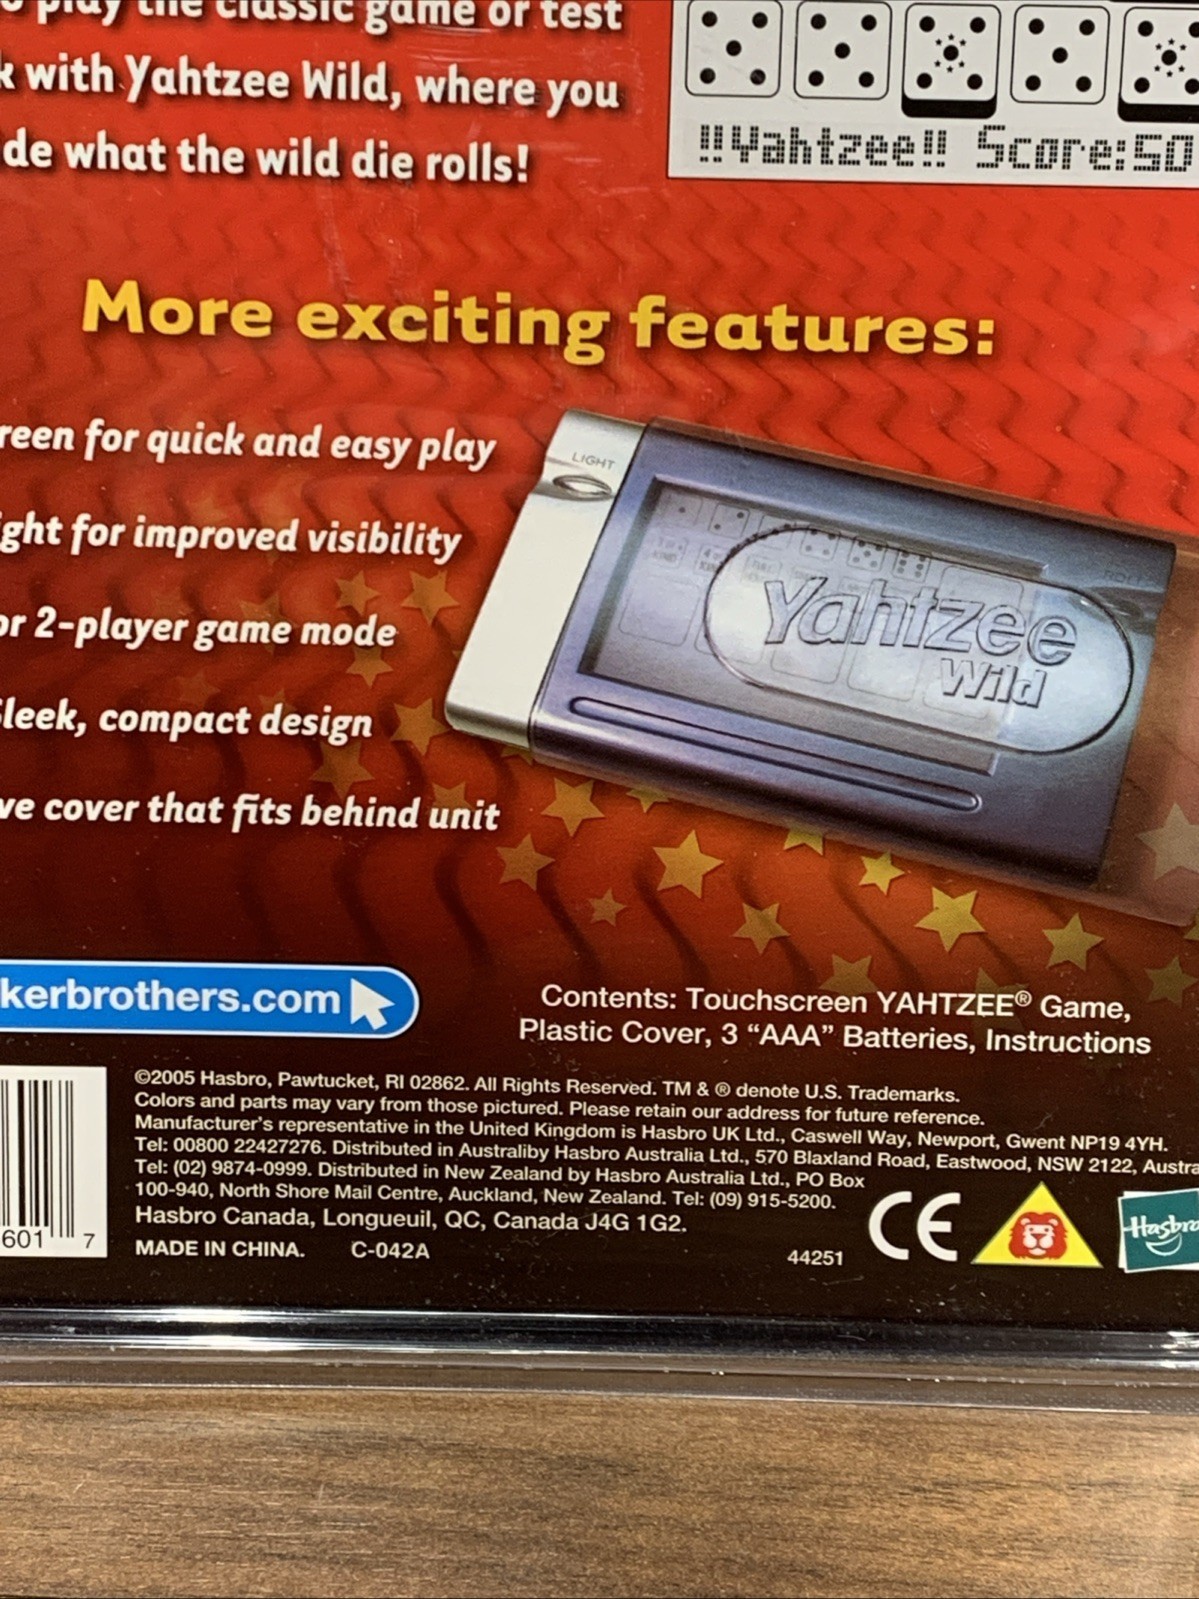 play the classic game or test
with Yahtzee Wild, where you
de what the wild die rolls!
!!Yahtzee!! Score:50
More exciting features:
reen for quick and easy play
ght for improved visibility
or 2-player game mode
leek, compact design
ve cover that fits behind unit
LIGHT
ROLL
Yahtzee
Wild
kerbrothers.com
Contents: Touchscreen YAHTZEE® Game,
Plastic Cover, 3 “AAA” Batteries, Instructions
©2005 Hasbro, Pawtucket, RI 02862. All Rights Reserved. TM & ® denote U.S. Trademarks.
Colors and parts may vary from those pictured. Please retain our address for future reference.
Manufacturer's representative in the United Kingdom is Hasbro UK Ltd., Caswell Way, Newport, Gwent NP19 4YH.
Tel: 00800 22427276. Distributed in Australiby Hasbro Australia Ltd., 570 Blaxland Road, Eastwood, NSW 2122, Austra
Tel: (02) 9874-0999. Distributed in New Zealand by Hasbro Australia Ltd., PO Box
100-940, North Shore Mail Centre, Auckland, New Zealand. Tel: (09) 915-5200.
Hasbro Canada, Longueuil, QC, Canada J4G 1G2.
MADE IN CHINA. C-042A
44251
CE
Hasbro
601 7